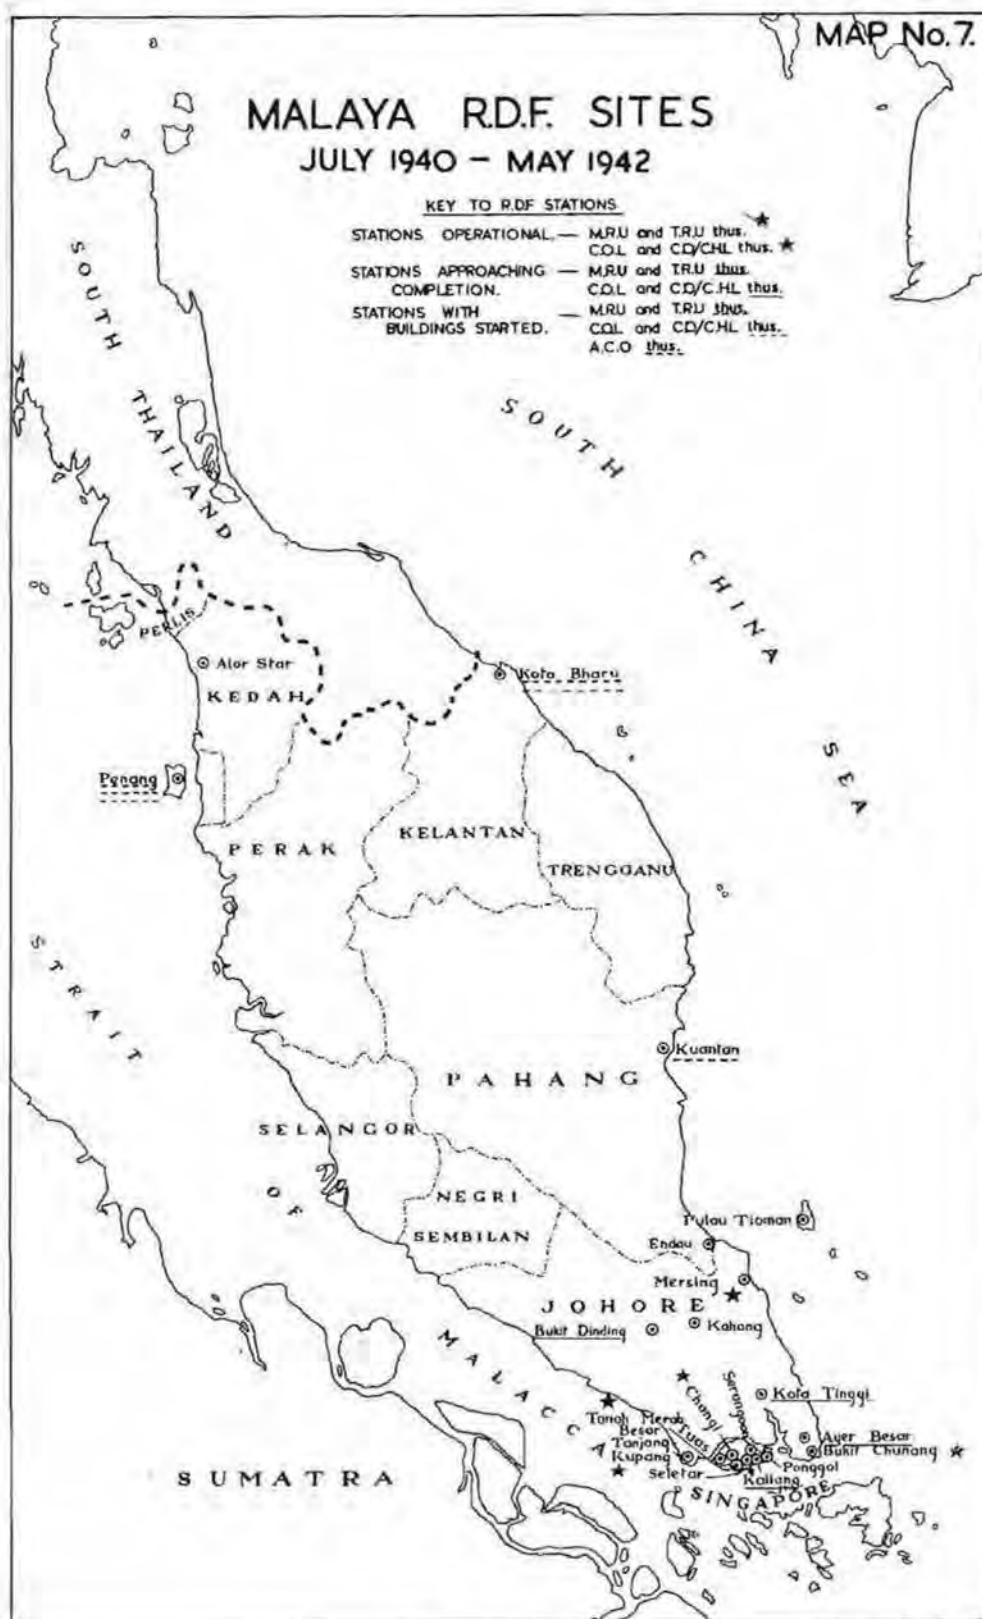 MAP No. 7.
MALAYA R.D.F. SITES
JULY 1940 – MAY 1942
KEY TO R.D.F STATIONS
STATIONS OPERATIONAL. — M.R.U and T.R.U thus. ★
C.O.L and C.D/CHL thus. ★
STATIONS APPROACHING — M.R.U and T.R.U thus.
COMPLETION. C.O.L and C.D/C.HL thus.
STATIONS WITH — M.R.U and T.R.U thus.
BUILDINGS STARTED. C.O.L and C.D/C.HL thus.
A.C.O thus.
SOUTH THAILAND
SOUTH CHINA SEA
PERLIS
Alor Star
KEDAH
Kota Bharu
Penang
PERAK
KELANTAN
TRENGGANU
STRAIT OF MALACCA
Kuantan
PAHANG
SELANGOR
NEGRI
SEMBILAN
Pulau Tioman
Endau
Mersing
JOHORE
Bukit Dinding
Kahang
Kota Tinggi
Changi
Serangoon
Tanah Merah
Besar
Tuas
Tanjong
Kupang
Ayer Besar
Bukit Chunang
Ponggol
Seletar
Kallang
SINGAPORE
SUMATRA